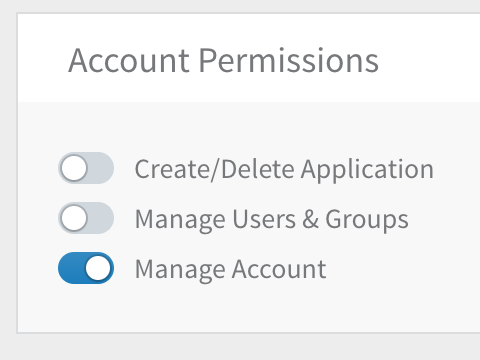 Account Permissions
Create/Delete Application
Manage Users & Groups
Manage Account